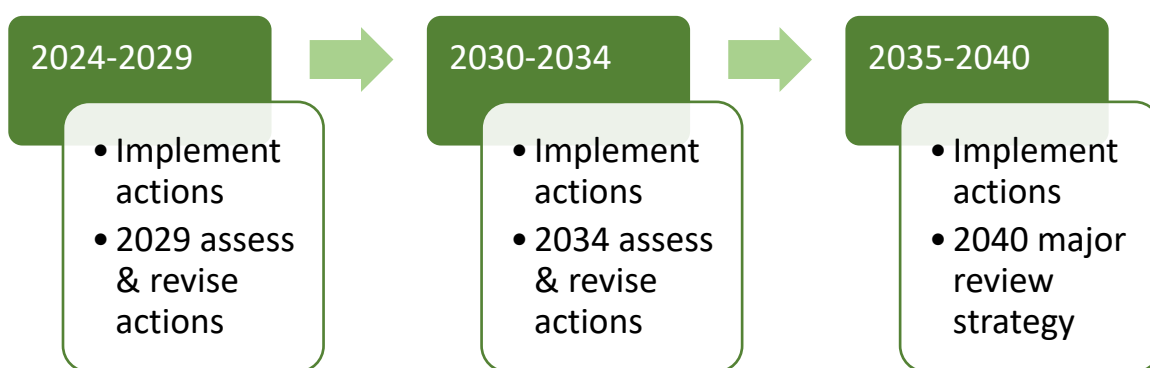 2024-2029
• Implement
actions
• 2029 assess
& revise
actions
2030-2034
• Implement
actions
• 2034 assess
& revise
actions
2035-2040
• Implement
actions
• 2040 major
review
strategy